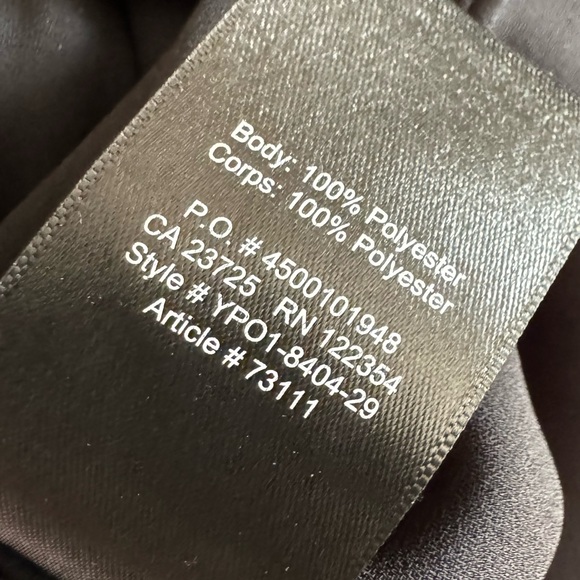 Body: 100% Polyester
Corps: 100% Polyester
P.O. # 4500101948
CA 23725 RN 122354
Style # YPO1-8404-29
Article # 73111